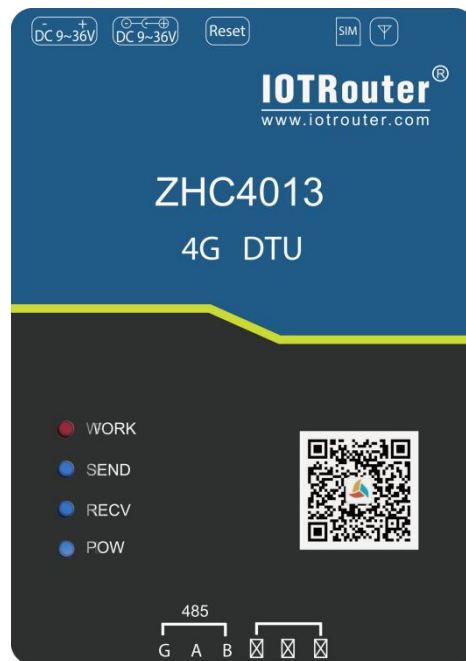 - +
DC 9~36V
DC 9~36V
Reset
SIM
IOTRouter®
www.iotrouter.com
ZHC4013
4G DTU
WORK
SEND
RECV
POW
485
G A B